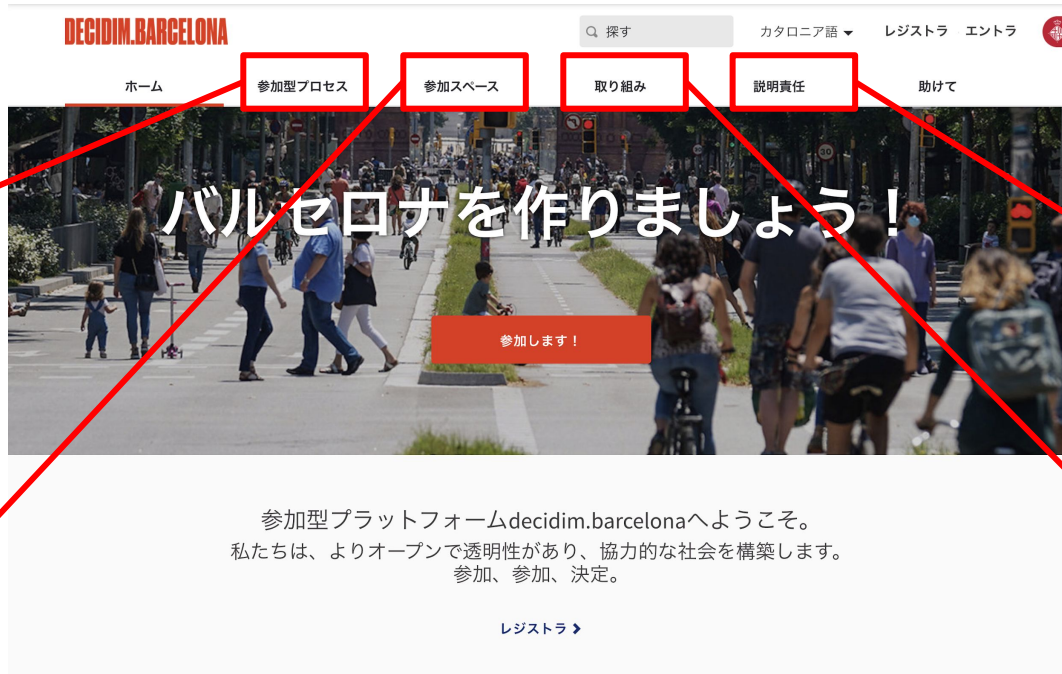 DECIDIM.BARCELONA
探す
カタロニア語
レジストラ エントラ
ホーム 参加型プロセス 参加スペース 取り組み 説明責任 助けて
バルセロナを作りましょう！
参加します！
参加型プラットフォームdecidim.barcelonaへようこそ。
私たちは、よりオープンで透明性があり、協力的な社会を構築します。
参加、参加、決定。
レジストラ